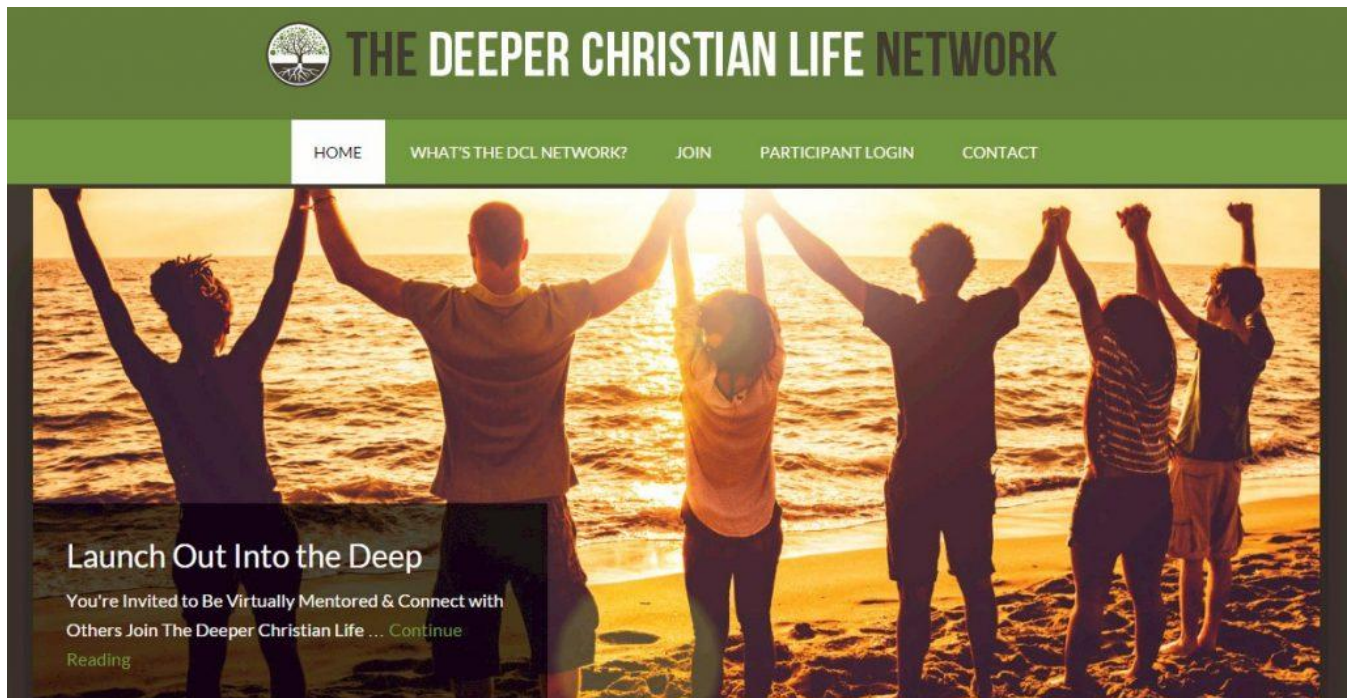 THE DEEPER CHRISTIAN LIFE NETWORK
HOME WHAT'S THE DCL NETWORK? JOIN PARTICIPANT LOGIN CONTACT
Launch Out Into the Deep
You're Invited to Be Virtually Mentored & Connect with
Others Join The Deeper Christian Life … Continue
Reading